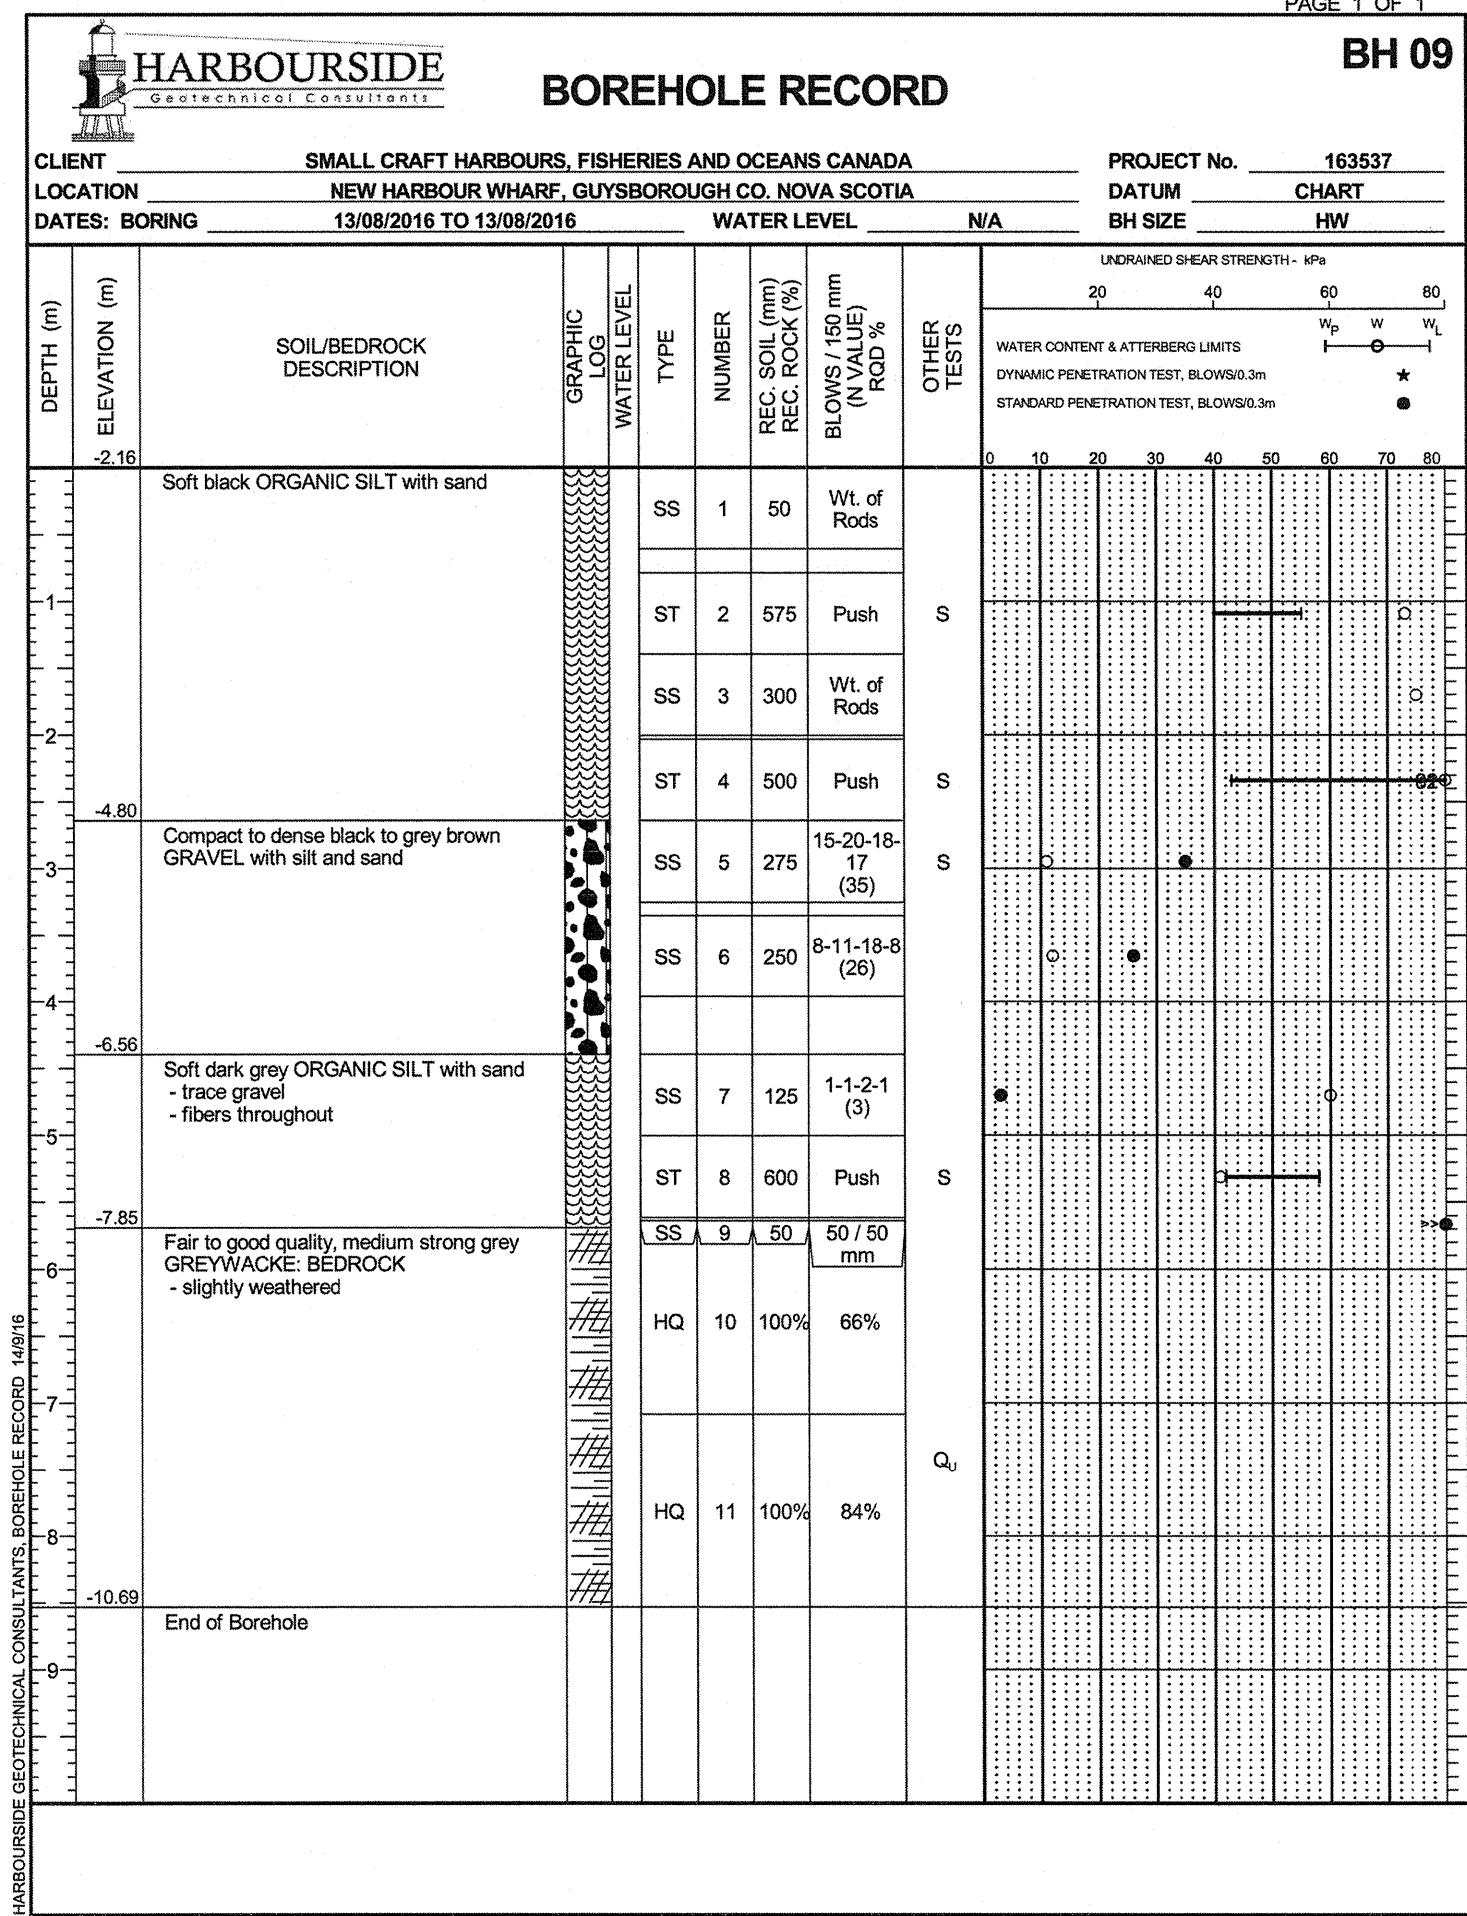 PAGE 1 OF 1
HARBOURSIDE
Geotechnical Consultants
BOREHOLE RECORD
BH 09
CLIENT SMALL CRAFT HARBOURS, FISHERIES AND OCEANS CANADA PROJECT No. 163537
LOCATION NEW HARBOUR WHARF, GUYSBOROUGH CO. NOVA SCOTIA DATUM CHART
DATES: BORING 13/08/2016 TO 13/08/2016 WATER LEVEL N/A BH SIZE HW
DEPTH (m)
ELEVATION (m)
SOIL/BEDROCK
DESCRIPTION
GRAPHIC
LOG
WATER LEVEL
TYPE
NUMBER
REC. SOIL (mm)
REC. ROCK (%)
BLOWS / 150 mm
(N VALUE)
RQD %
OTHER
TESTS
UNDRAINED SHEAR STRENGTH - kPa
20 40 60 80
WP W WL
WATER CONTENT & ATTERBERG LIMITS
DYNAMIC PENETRATION TEST, BLOWS/0.3m ★
STANDARD PENETRATION TEST, BLOWS/0.3m ●
-2.16
0 10 20 30 40 50 60 70 80
Soft black ORGANIC SILT with sand
SS 1 50 Wt. of
Rods
1
ST 2 575 Push S
SS 3 300 Wt. of
Rods
2
ST 4 500 Push S
-4.80
Compact to dense black to grey brown
GRAVEL with silt and sand
SS 5 275 15-20-18-
17
(35)
S
3
SS 6 250 8-11-18-8
(26)
4
-6.56
Soft dark grey ORGANIC SILT with sand
- trace gravel
- fibers throughout
SS 7 125 1-1-2-1
(3)
5
ST 8 600 Push S
-7.85
>>
Fair to good quality, medium strong grey
GREYWACKE: BEDROCK
- slightly weathered
SS 9 50 50 / 50
mm
6
HQ 10 100% 66%
7
QU
HQ 11 100% 84%
8
-10.69
End of Borehole
9
HARBOURSIDE GEOTECHNICAL CONSULTANTS, BOREHOLE RECORD 14/9/16